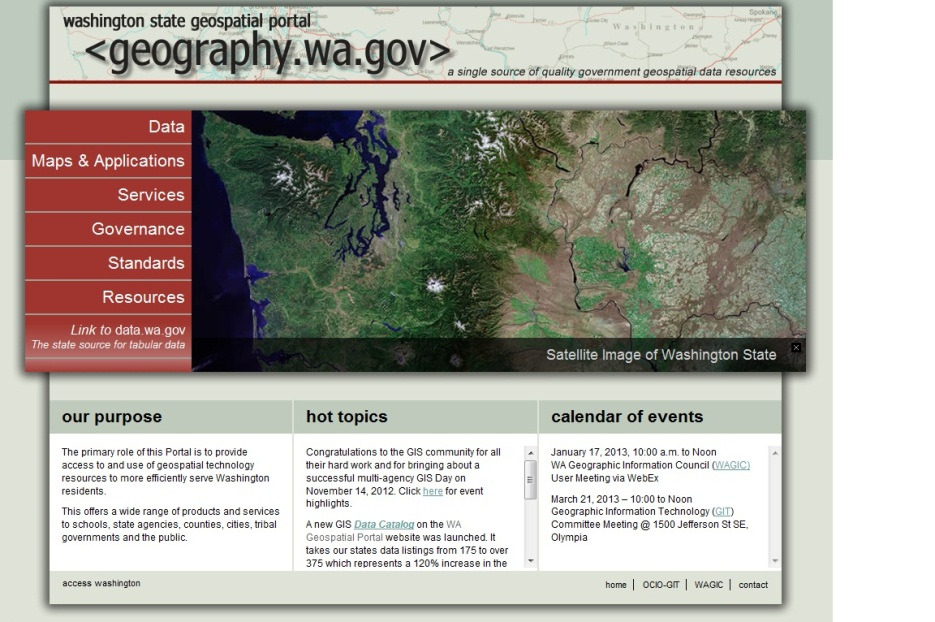 washington state geospatial portal
<geography.wa.gov>
a single source of quality government geospatial data resources
Washington
Spokane
Data
Maps & Applications
Services
Governance
Standards
Resources
Link to data.wa.gov
The state source for tabular data
Satellite Image of Washington State
our purpose
The primary role of this Portal is to provide
access to and use of geospatial technology
resources to more efficiently serve Washington
residents.
This offers a wide range of products and services
to schools, state agencies, counties, cities, tribal
governments and the public.
hot topics
Congratulations to the GIS community for all
their hard work and for bringing about a
successful multi-agency GIS Day on
November 14, 2012. Click here for event
highlights.
A new GIS Data Catalog on the WA
Geospatial Portal website was launched. It
takes our states data listings from 175 to over
375 which represents a 120% increase in the
calendar of events
January 17, 2013, 10:00 a.m. to Noon
WA Geographic Information Council (WAGIC)
User Meeting via WebEx
March 21, 2013 – 10:00 to Noon
Geographic Information Technology (GIT)
Committee Meeting @ 1500 Jefferson St SE,
Olympia
access washington
home | OCIO-GIT | WAGIC | contact